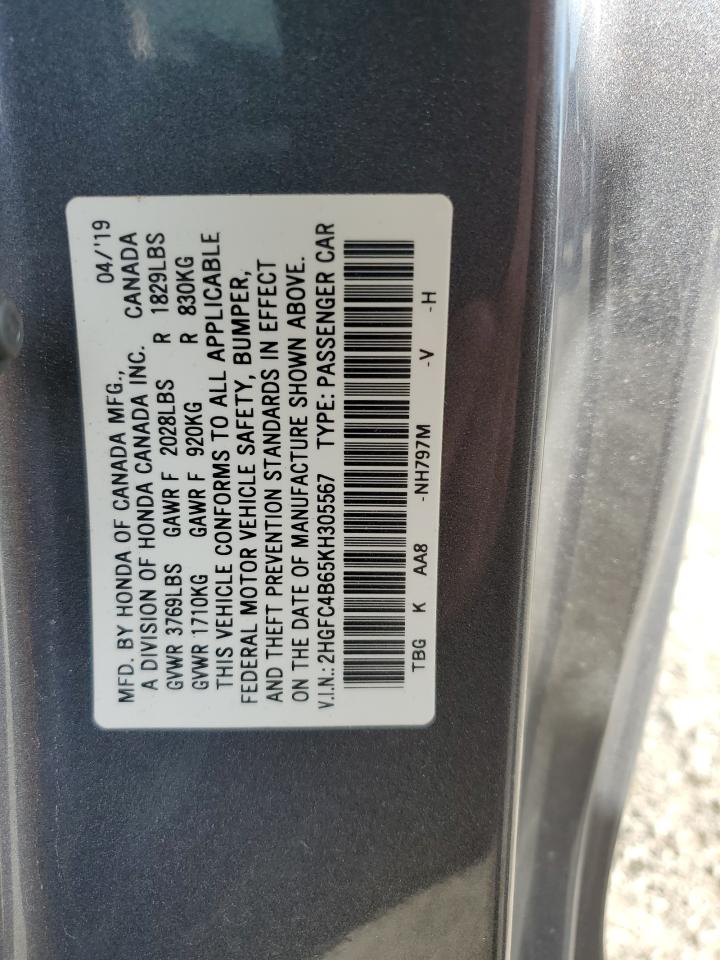 MFD. BY HONDA OF CANADA MFG., 04/'19
A DIVISION OF HONDA CANADA INC. CANADA
GVWR 3769LBS GAWR F 2028LBS R 1829LBS
GVWR 1710KG GAWR F 920KG R 830KG
THIS VEHICLE CONFORMS TO ALL APPLICABLE
FEDERAL MOTOR VEHICLE SAFETY, BUMPER,
AND THEFT PREVENTION STANDARDS IN EFFECT
ON THE DATE OF MANUFACTURE SHOWN ABOVE.
V.I.N.: 2HGFC4B65KH305567 TYPE: PASSENGER CAR
TBG K AA8 -NH797M -V -H